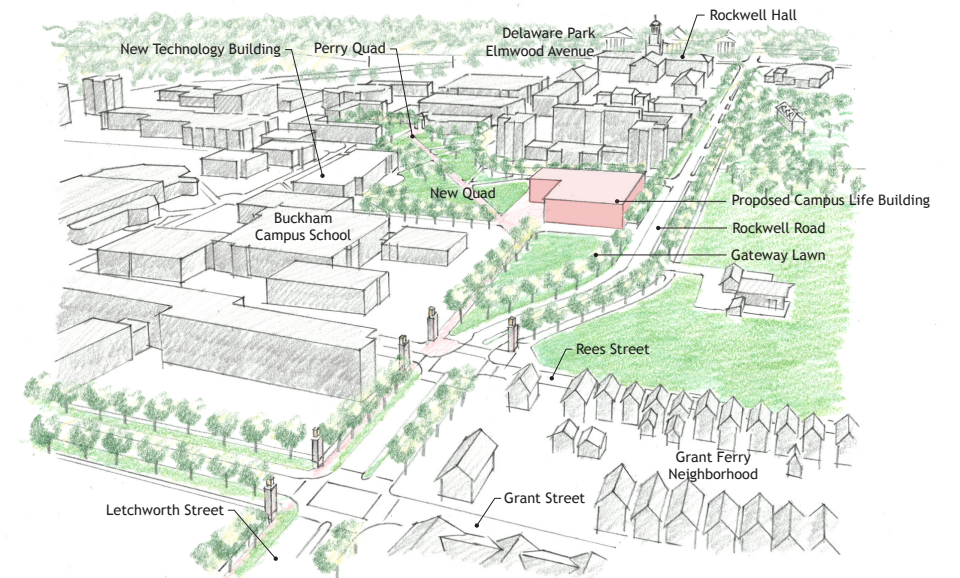 Rockwell Hall
Delaware Park
Elmwood Avenue
New Technology Building
Perry Quad
New Quad
Proposed Campus Life Building
Buckham
Campus School
Rockwell Road
Gateway Lawn
Rees Street
Grant Ferry
Neighborhood
Grant Street
Letchworth Street